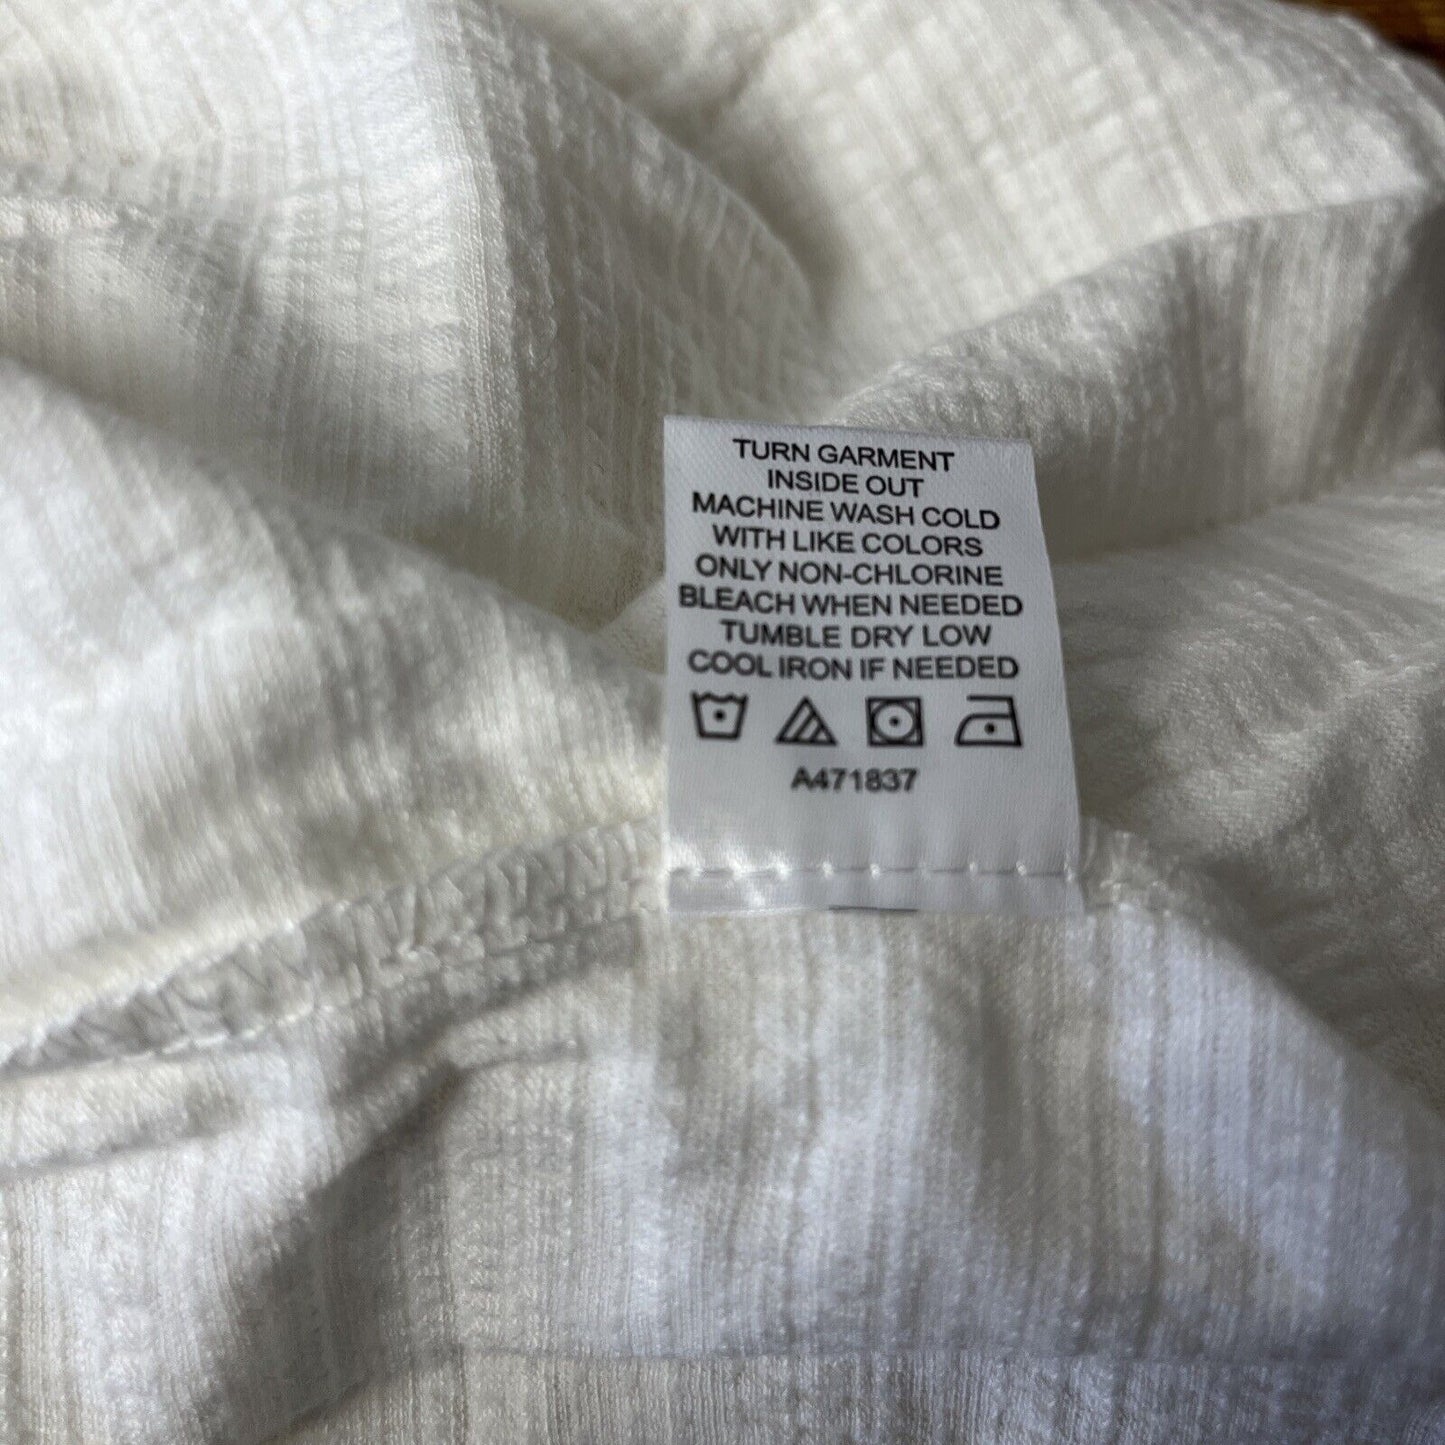 TURN GARMENT
INSIDE OUT
MACHINE WASH COLD
WITH LIKE COLORS
ONLY NON-CHLORINE
BLEACH WHEN NEEDED
TUMBLE DRY LOW
COOL IRON IF NEEDED
A471837